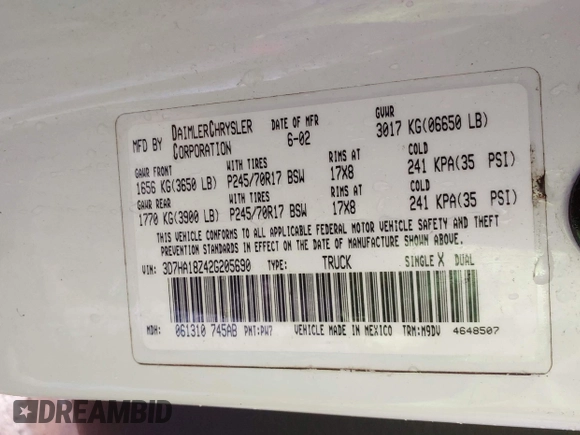 MFD BY DAIMLERCHRYSLER CORPORATION
DATE OF MFR 6-02
GVWR 3017 KG(06650 LB)
GAWR FRONT WITH TIRES RIMS AT COLD
1656 KG(3650 LB) P245/70R17 BSW 17X8 241 KPA(35 PSI)
GAWR REAR WITH TIRES RIMS AT COLD
1770 KG(3900 LB) P245/70R17 BSW 17X8 241 KPA(35 PSI)
THIS VEHICLE CONFORMS TO ALL APPLICABLE FEDERAL MOTOR VEHICLE SAFETY AND THEFT
PREVENTION STANDARDS IN EFFECT ON THE DATE OF MANUFACTURE SHOWN ABOVE.
VIN: 3D7HA18Z42G205690 TYPE: TRUCK SINGLE X DUAL
MDH: 061310 745AB PNT: PW7 VEHICLE MADE IN MEXICO TRM: M9DV 4648507
DREAMBID